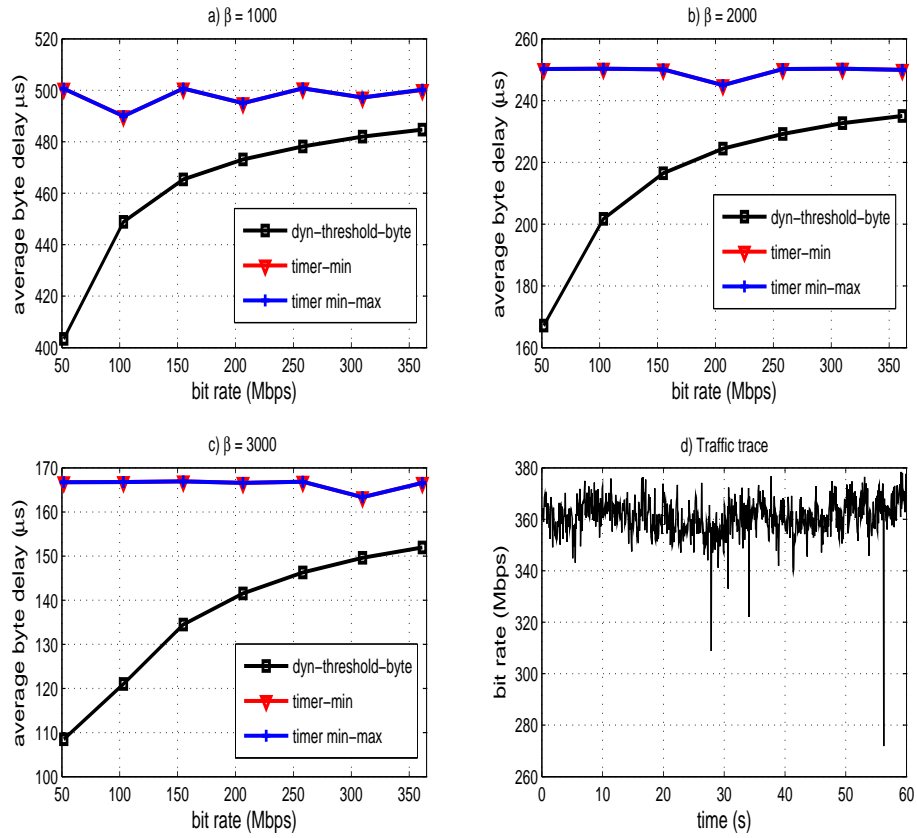 a) β = 1000
average byte delay µs
520
500
480
460
440
420
400
50 100 150 200 250 300 350
bit rate (Mbps)
dyn−threshold−byte
timer−min
timer min−max
b) β = 2000
average byte delay (µs)
260
240
220
200
180
160
50 100 150 200 250 300 350
bit rate (Mbps)
dyn−threshold−byte
timer−min
timer min−max
c) β = 3000
average byte delay (µs)
170
160
150
140
130
120
110
100
50 100 150 200 250 300 350
bit rate (Mbps)
dyn−threshold−byte
timer−min
timer min−max
d) Traffic trace
bit rate (Mbps)
380
360
340
320
300
280
260
0 10 20 30 40 50 60
time (s)